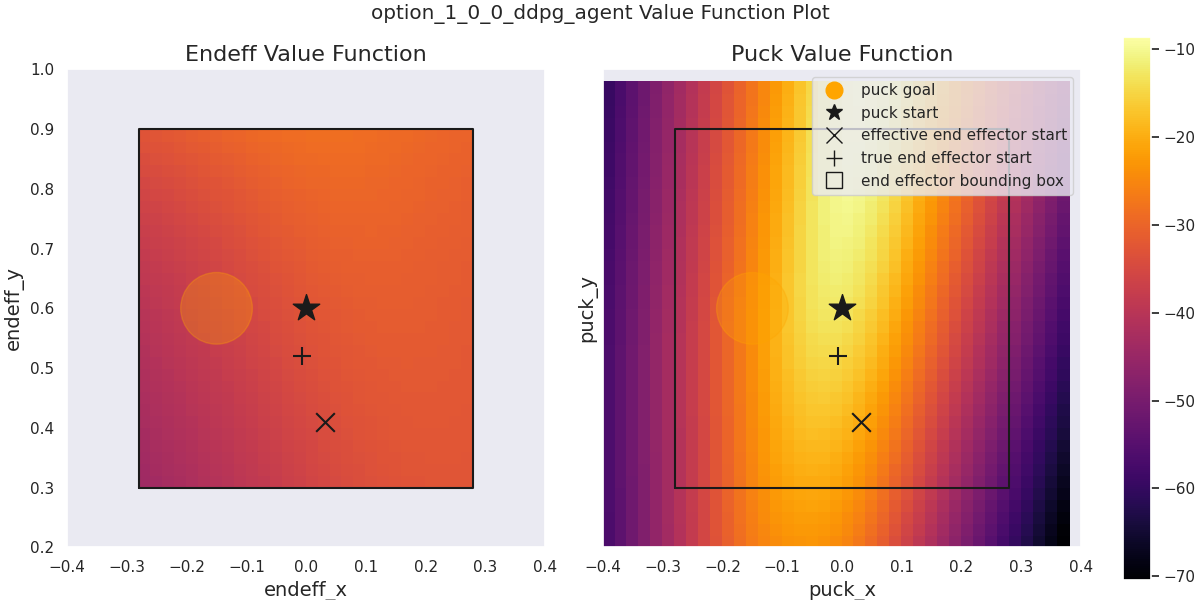 option_1_0_0_ddpg_agent Value Function Plot
Endeff Value Function
1.0
0.9
0.8
0.7
0.6
0.5
0.4
0.3
0.2
endeff_y
−0.4 −0.3 −0.2 −0.1 0.0 0.1 0.2 0.3 0.4
endeff_x
Puck Value Function
puck goal
puck start
effective end effector start
true end effector start
end effector bounding box
puck_y
−0.4 −0.3 −0.2 −0.1 0.0 0.1 0.2 0.3 0.4
puck_x
−10
−20
−30
−40
−50
−60
−70